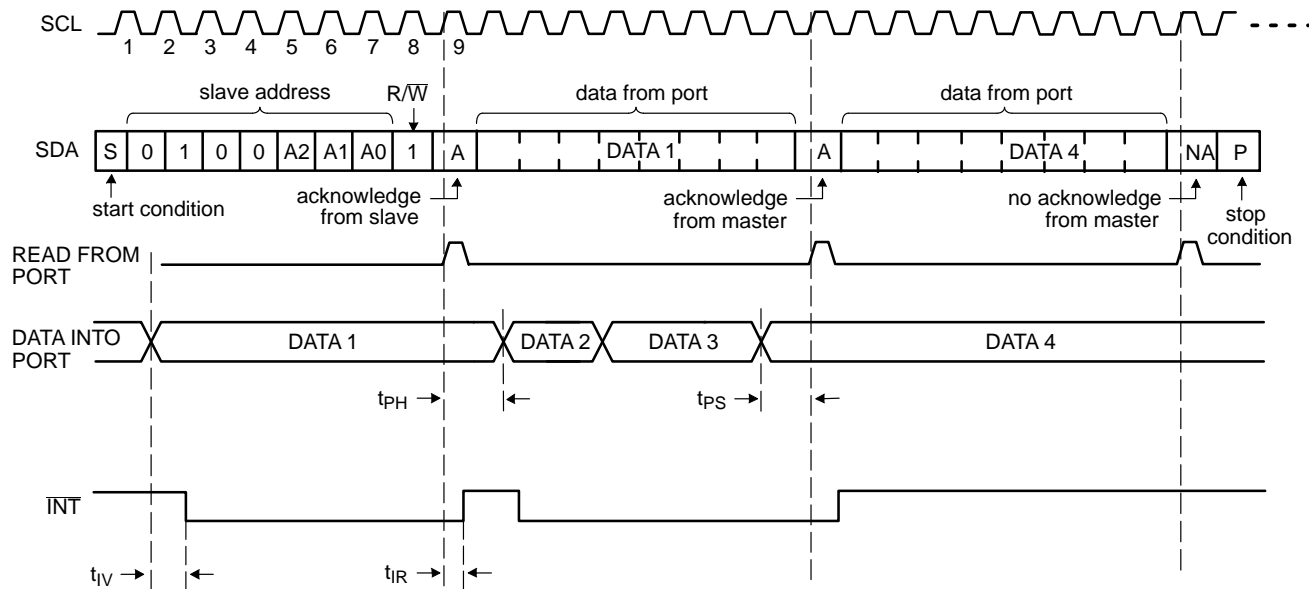 SCL
1 2 3 4 5 6 7 8 9
slave address R/W̅ data from port data from port
SDA S 0 1 0 0 A2 A1 A0 1 A DATA 1 A DATA 4 NA P
start condition
acknowledge
from slave
acknowledge
from master
no acknowledge
from master
stop
condition
READ FROM
PORT
DATA INTO
PORT
DATA 1 DATA 2 DATA 3 DATA 4
tPH tPS
I̅N̅T̅
tIV tIR